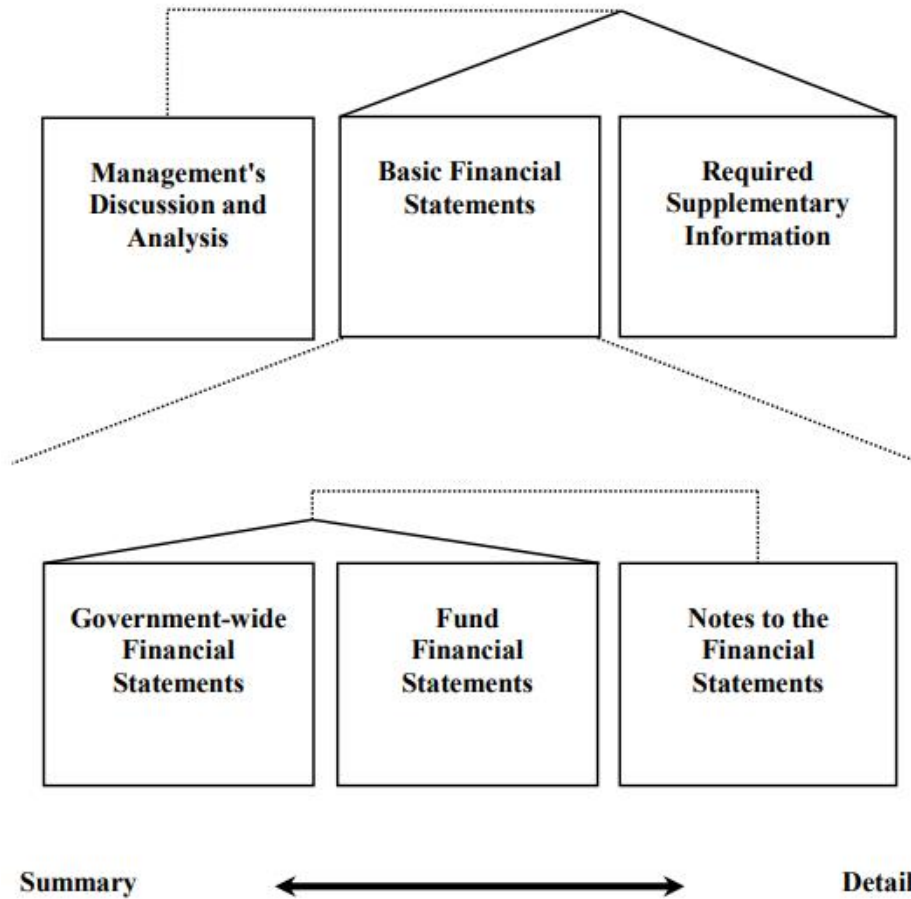 Management's
Discussion and
Analysis
Basic Financial
Statements
Required
Supplementary
Information
Government-wide
Financial
Statements
Fund
Financial
Statements
Notes to the
Financial
Statements
Summary
Detail